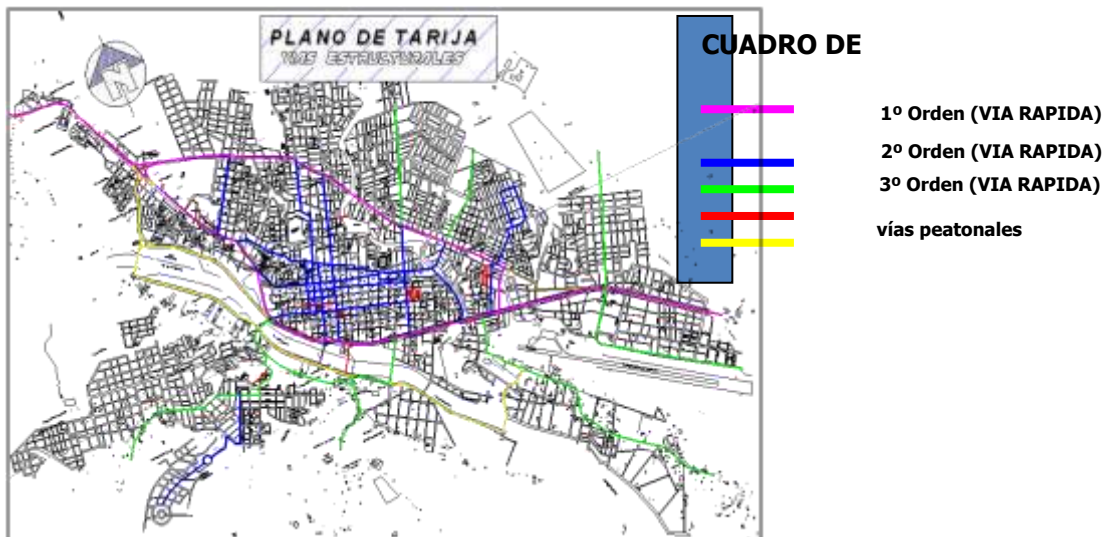 PLANO DE TARIJA
VIAS ESTRUCTURALES
N
CUADRO DE
1º Orden (VIA RAPIDA)
2º Orden (VIA RAPIDA)
3º Orden (VIA RAPIDA)
vías peatonales